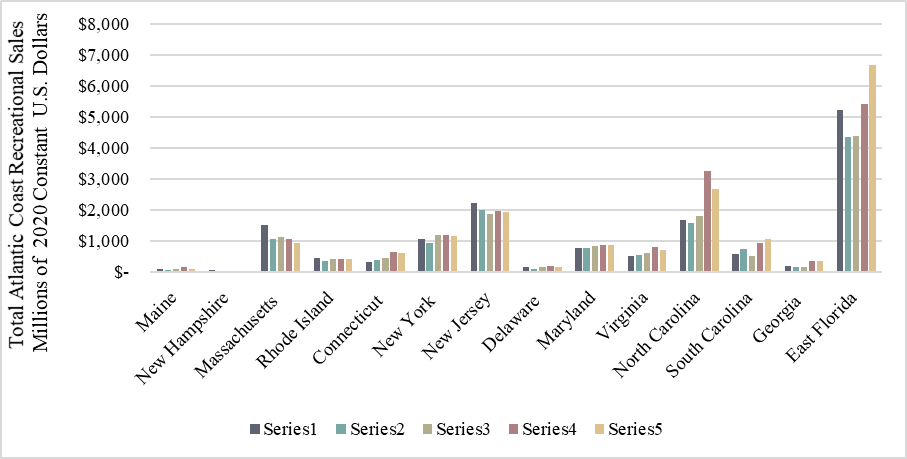 Total Atlantic Coast Recreational Sales
Millions of 2020 Constant U.S. Dollars
$8,000
$7,000
$6,000
$5,000
$4,000
$3,000
$2,000
$1,000
$-
Maine
New Hampshire
Massachusetts
Rhode Island
Connecticut
New York
New Jersey
Delaware
Maryland
Virginia
North Carolina
South Carolina
Georgia
East Florida
Series1 Series2 Series3 Series4 Series5